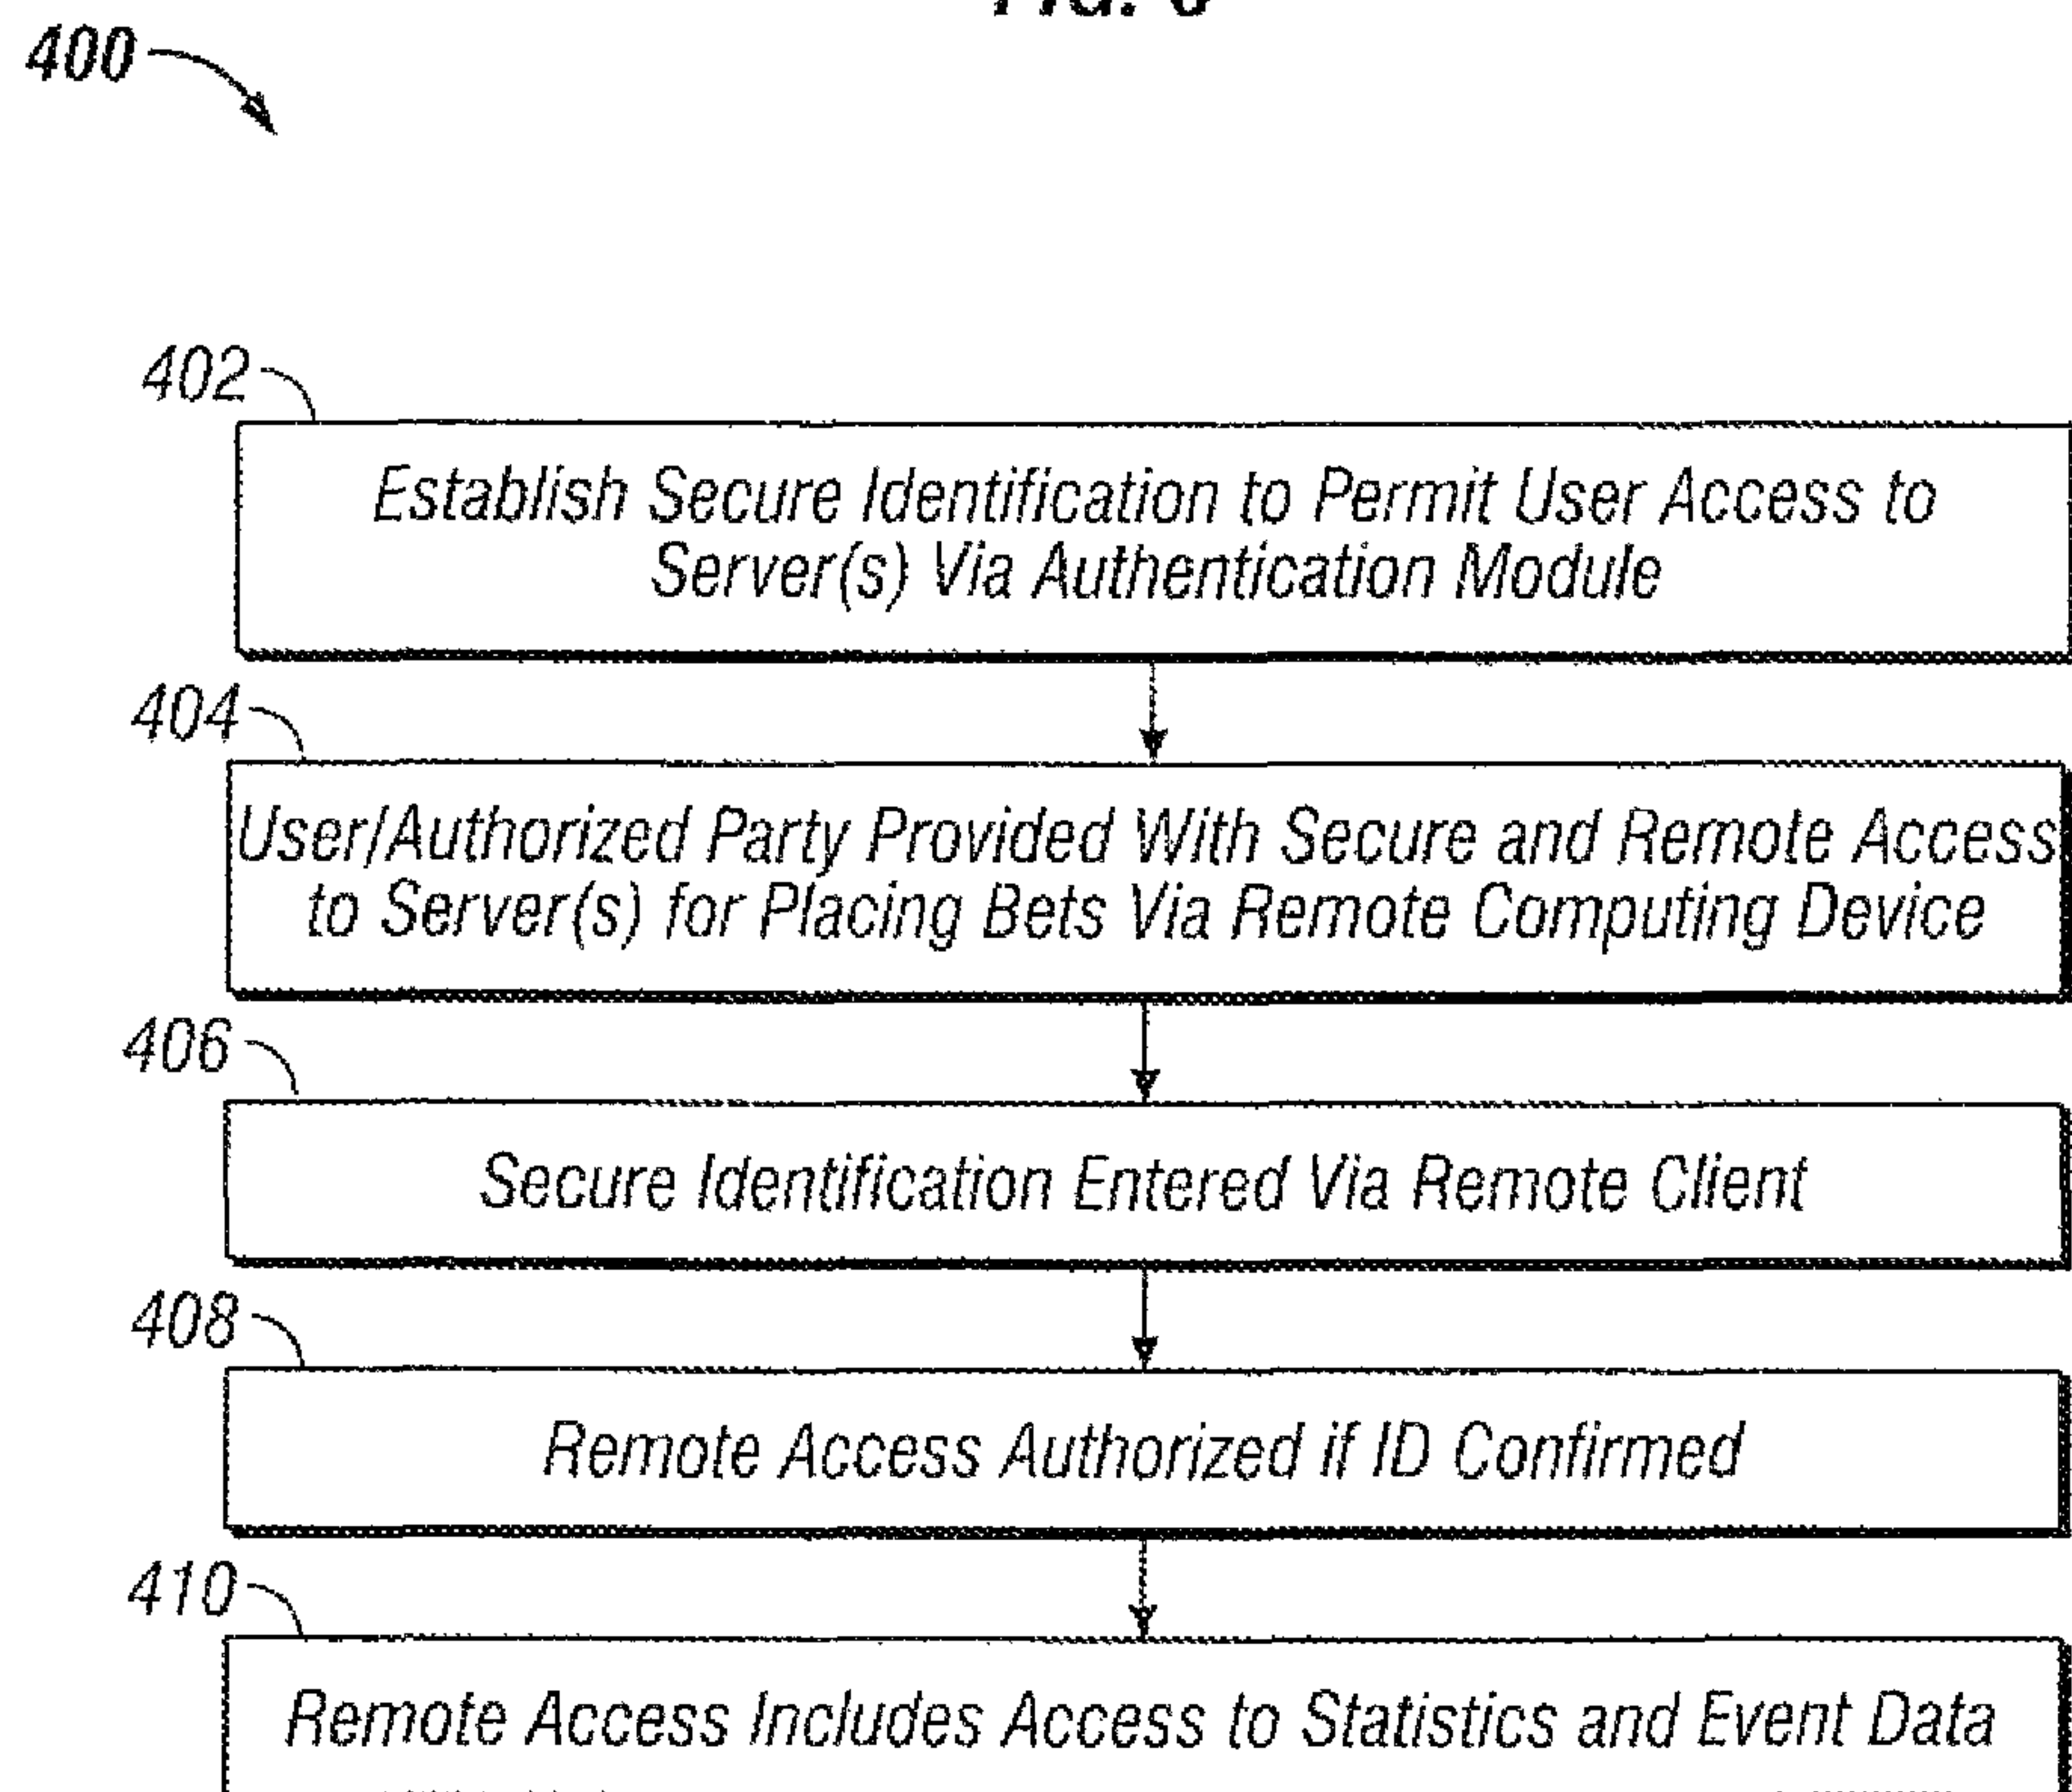 400
402
Establish Secure Identification to Permit User Access to
Server(s) Via Authentication Module
404
User/Authorized Party Provided With Secure and Remote Access
to Server(s) for Placing Bets Via Remote Computing Device
406
Secure Identification Entered Via Remote Client
408
Remote Access Authorized if ID Confirmed
410
Remote Access Includes Access to Statistics and Event Data